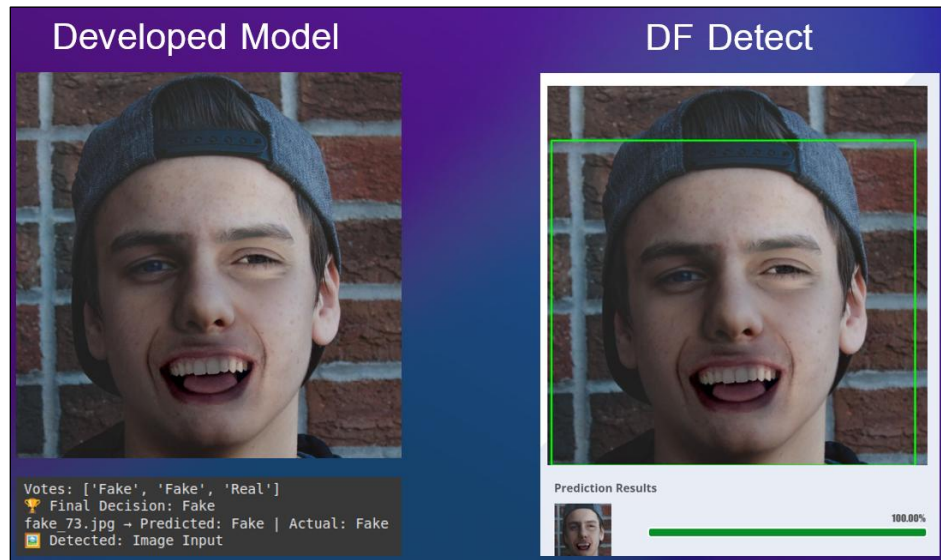 Developed Model
DF Detect
Votes: ['Fake', 'Fake', 'Real']
🏆 Final Decision: Fake
fake_73.jpg → Predicted: Fake | Actual: Fake
🖼️ Detected: Image Input
Prediction Results
100.00%